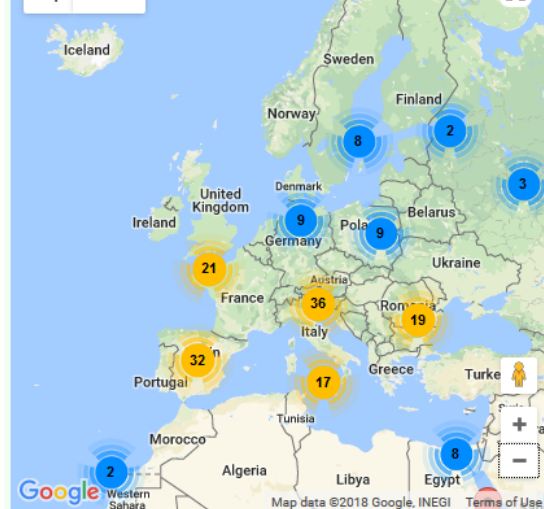 Iceland
Sweden
Finland
Norway
2
8
3
Denmark
United
Kingdom
Ireland
9
Belarus
9
Germany
Ukraine
21
Austria
France
36
19
Italy
32
Portugal
17
Greece
Tunisia
Morocco
8
2
Algeria
Libya
Egypt
Google
Western
Sahara
Map data ©2018 Google, INEGI
Terms of Use
+
−